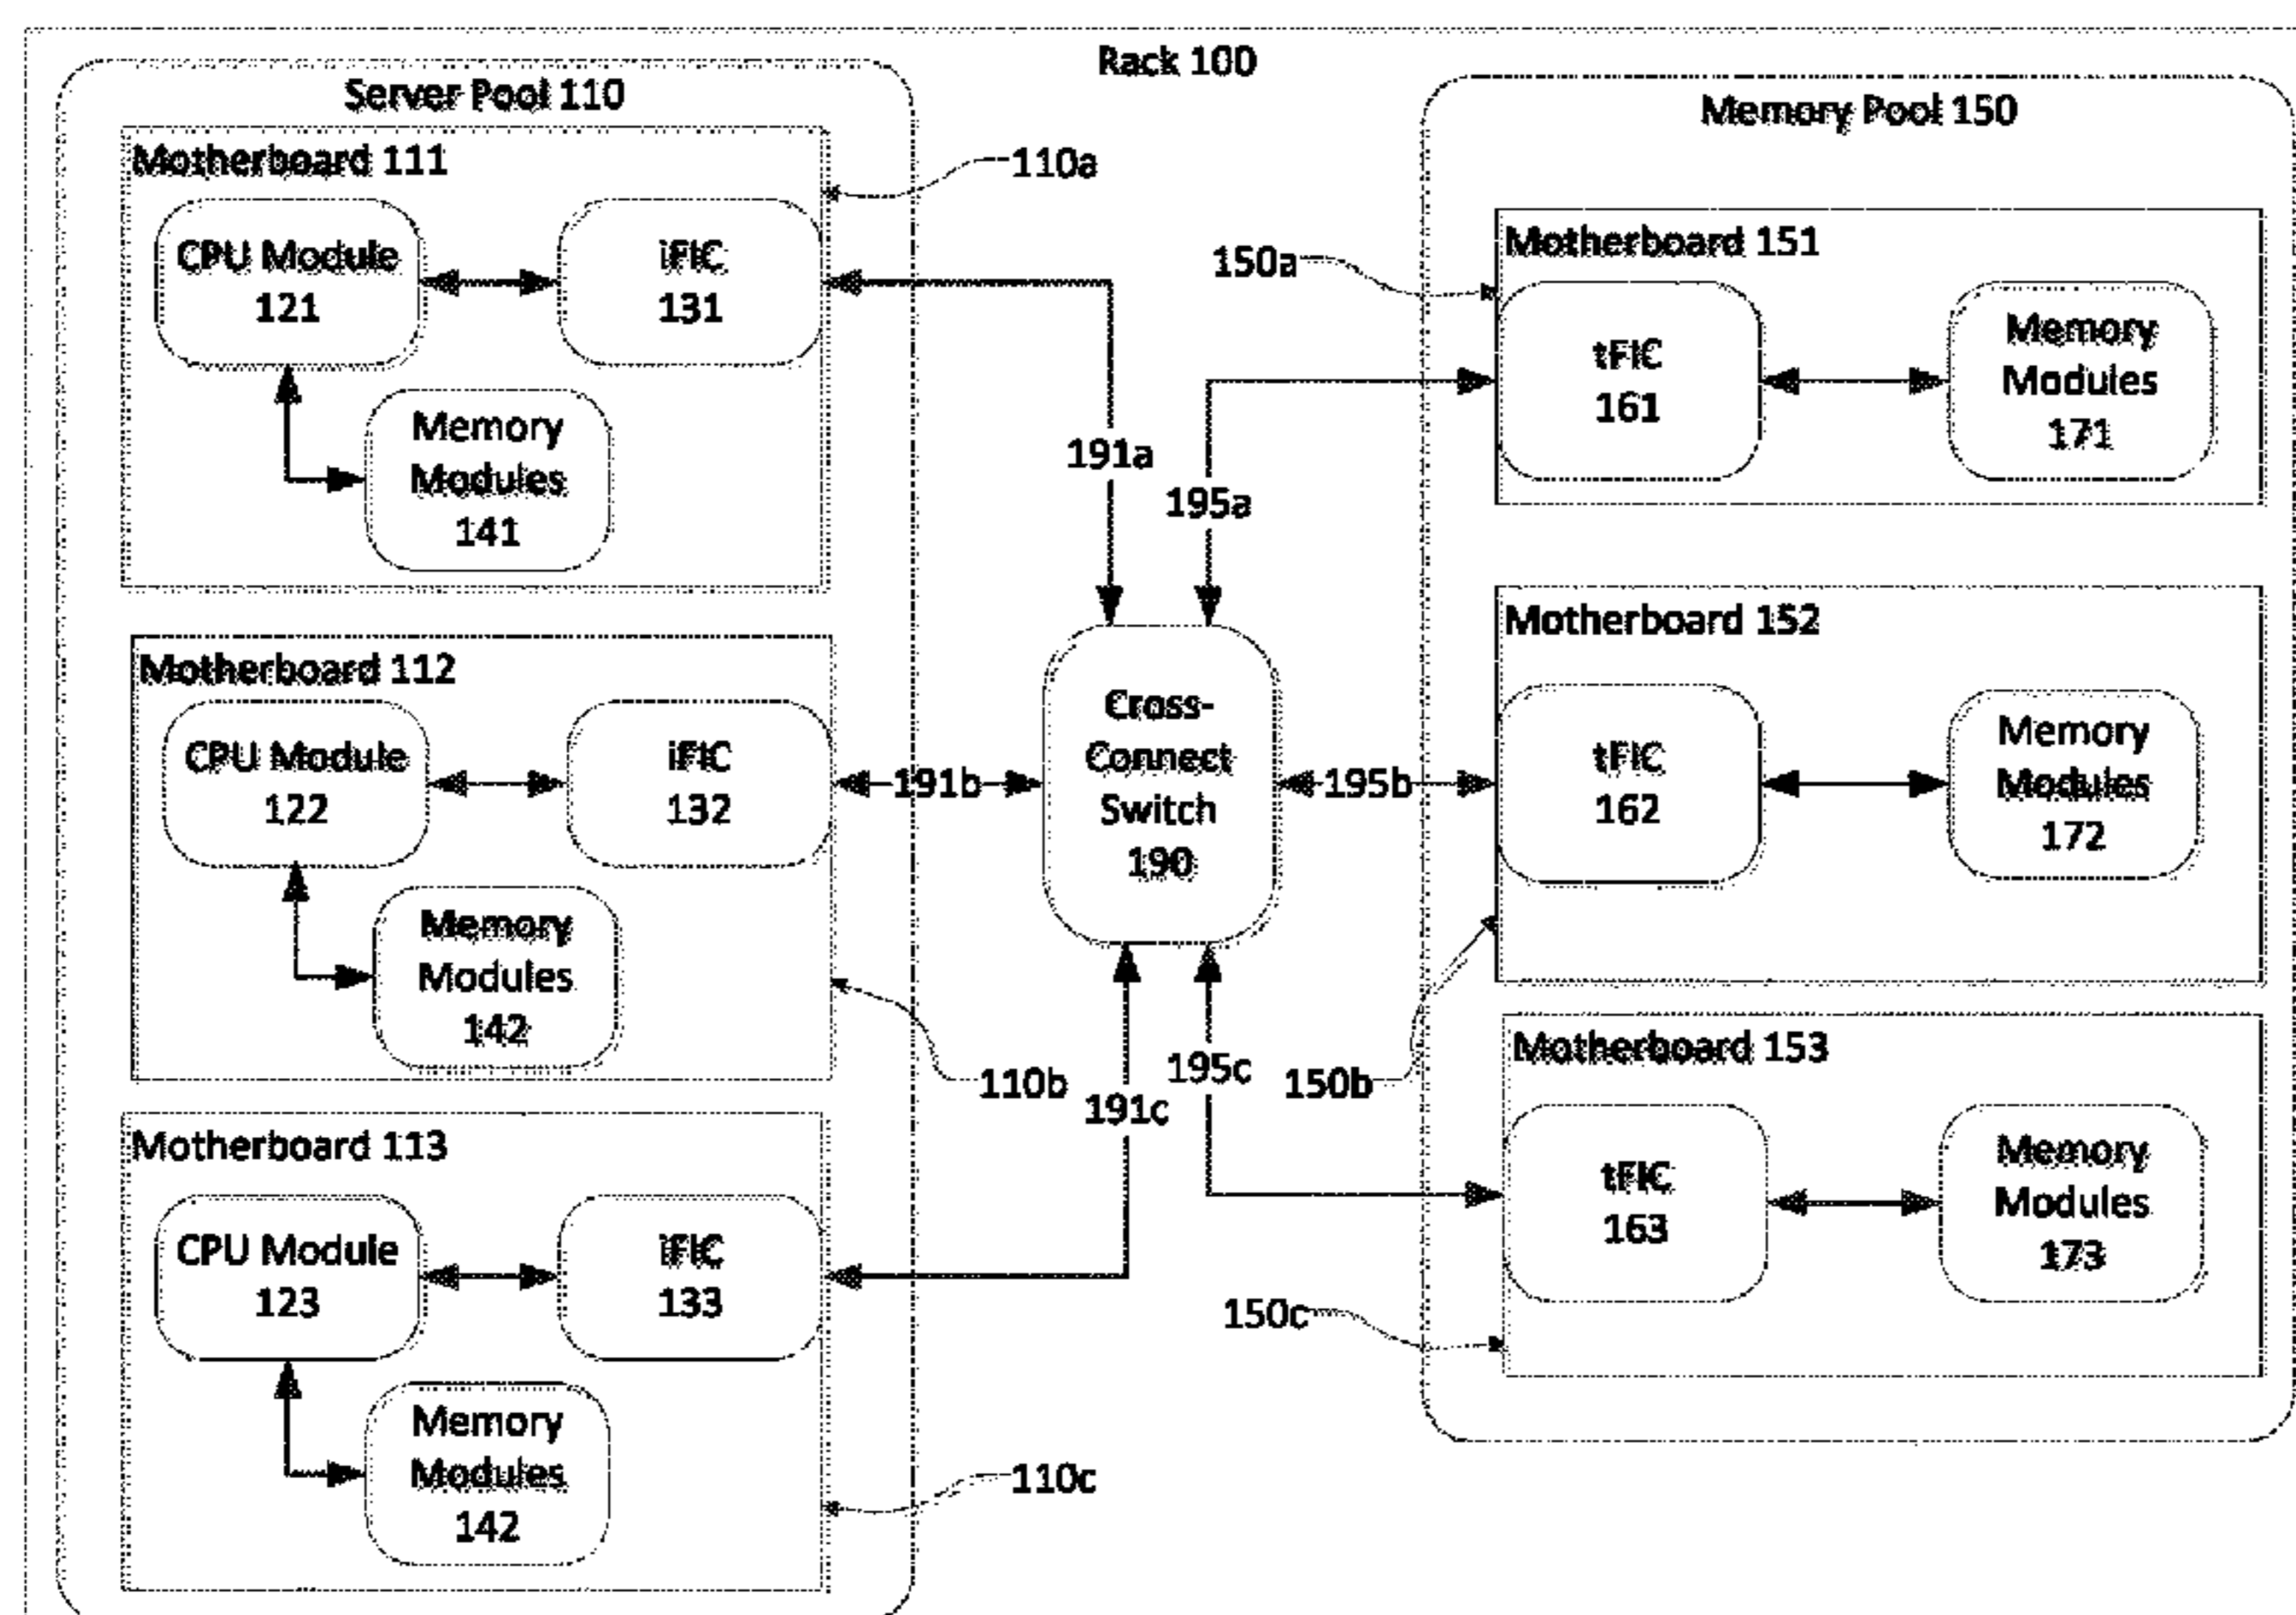 Rack 100
Server Pool 110
Motherboard 111
CPU Module
121
iFIC
131
Memory
Modules
141
110a
Motherboard 112
CPU Module
122
iFIC
132
Memory
Modules
142
110b
Motherboard 113
CPU Module
123
iFIC
133
Memory
Modules
142
110c
191a
195a
191b
Cross-
Connect
Switch
190
195b
191c
195c
Memory Pool 150
150a
Motherboard 151
tFIC
161
Memory
Modules
171
Motherboard 152
tFIC
162
Memory
Modules
172
150b
Motherboard 153
tFIC
163
Memory
Modules
173
150c